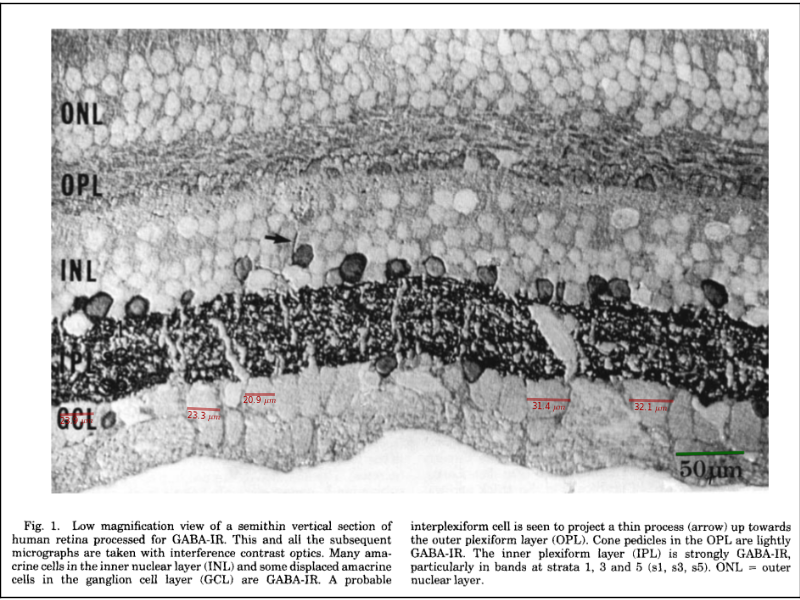 ONL
OPL
INL
IPL
GCL
23.3 μm
20.9 μm
31.4 μm
32.1 μm
50μm
Fig. 1. Low magnification view of a semithin vertical section of
human retina processed for GABA-IR. This and all the subsequent
micrographs are taken with interference contrast optics. Many ama-
crine cells in the inner nuclear layer (INL) and some displaced amacrine
cells in the ganglion cell layer (GCL) are GABA-IR. A probable
interplexiform cell is seen to project a thin process (arrow) up towards
the outer plexiform layer (OPL). Cone pedicles in the OPL are lightly
GABA-IR. The inner plexiform layer (IPL) is strongly GABA-IR,
particularly in bands at strata 1, 3 and 5 (s1, s3, s5). ONL = outer
nuclear layer.